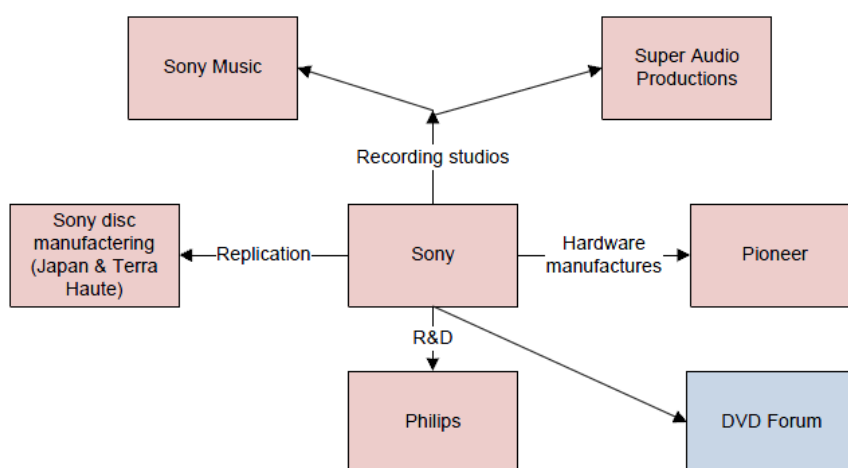 Sony Music
Super Audio
Productions
Recording studios
Sony disc
manufactering
(Japan & Terra
Haute)
Replication
Sony
Hardware
manufactures
Pioneer
R&D
Philips
DVD Forum